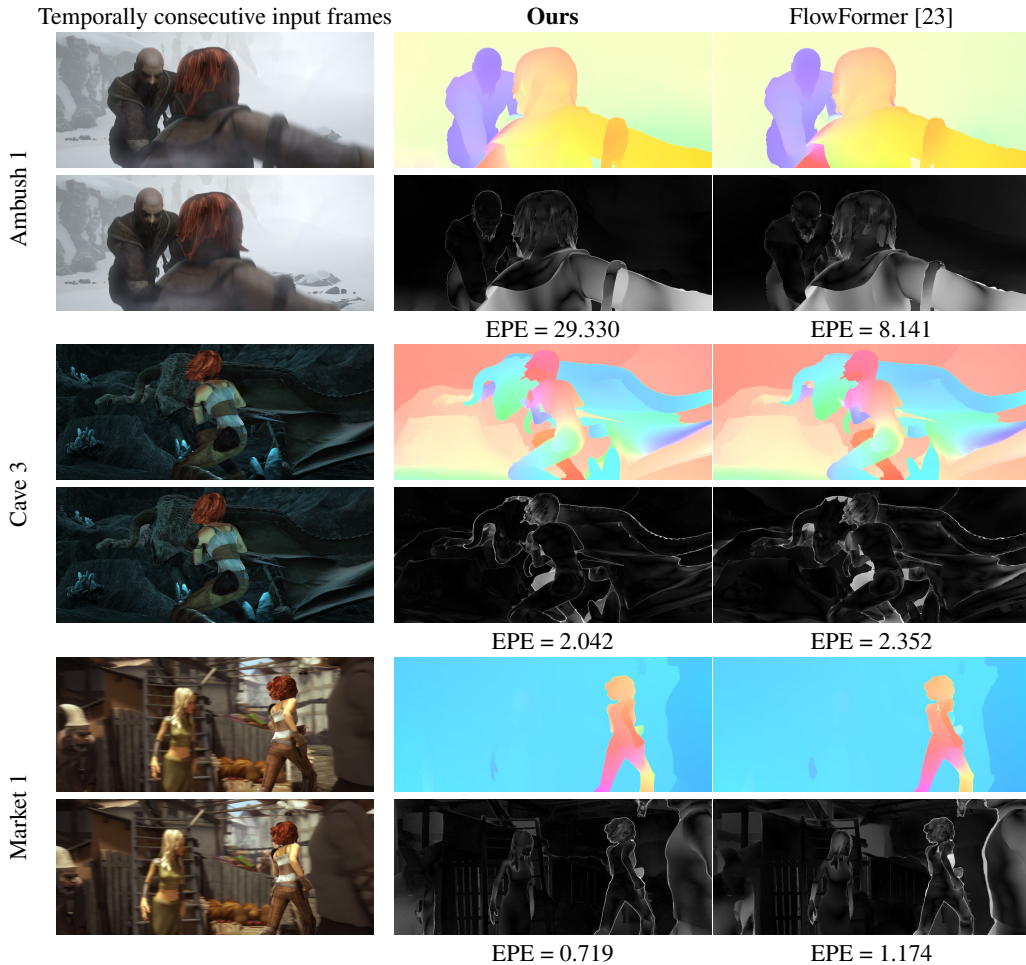 Temporally consecutive input frames
Ours
FlowFormer [23]
Ambush 1
EPE = 29.330
EPE = 8.141
Cave 3
EPE = 2.042
EPE = 2.352
Market 1
EPE = 0.719
EPE = 1.174